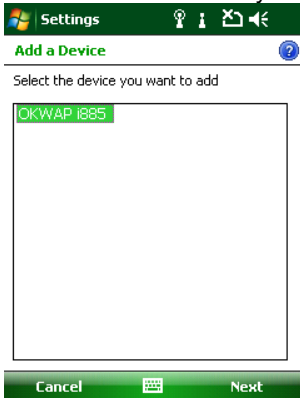 Settings
Add a Device
Select the device you want to add
OKWAP i885
Cancel
Next